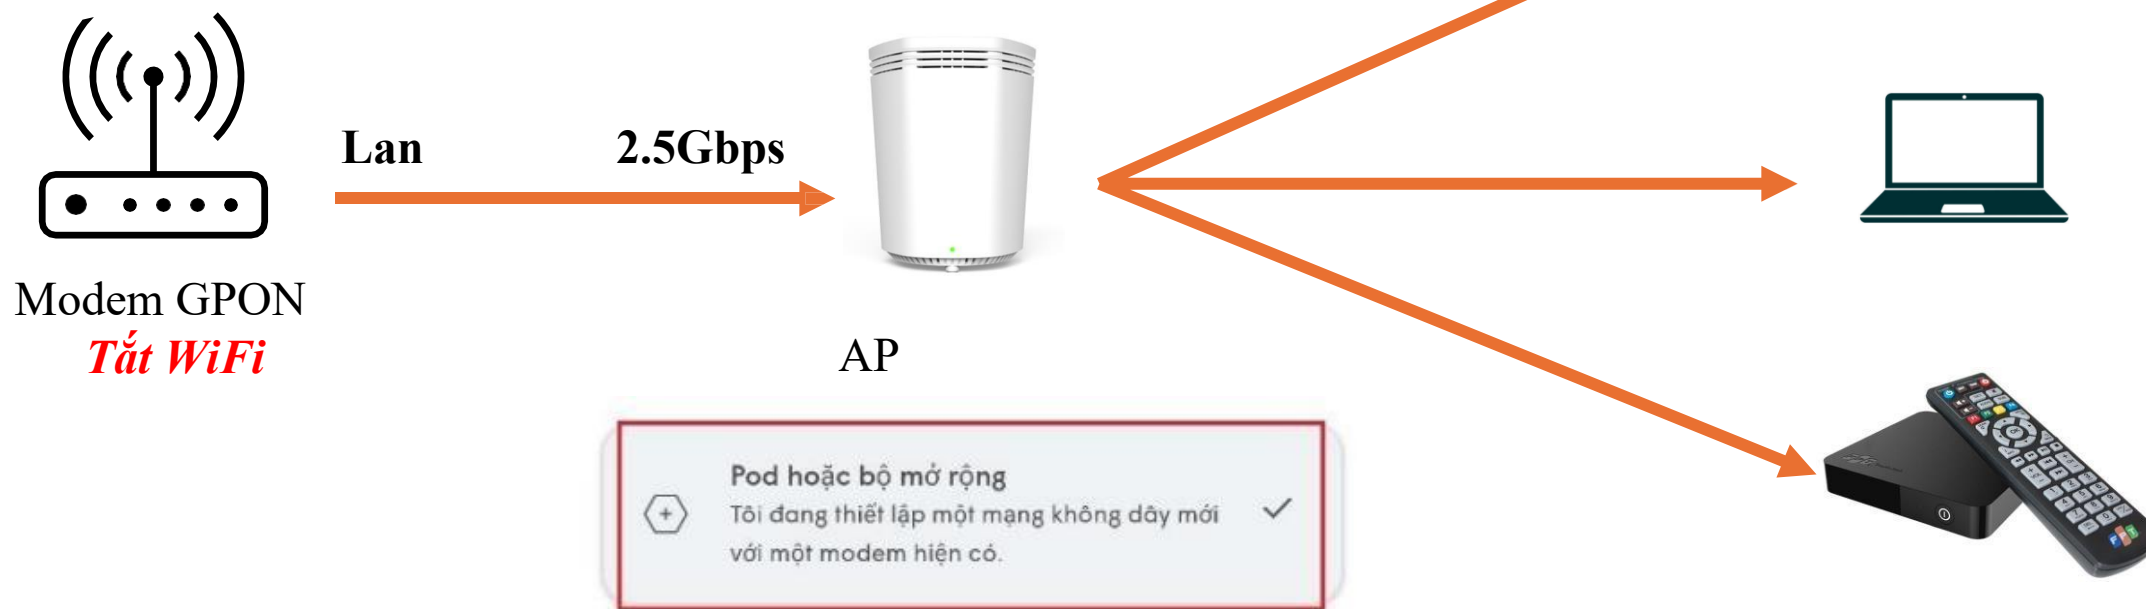 Lan 2.5Gbps
Modem GPON
Tắt WiFi
AP
Pod hoặc bộ mở rộng
Tôi đang thiết lập một mạng không dây mới
với một modem hiện có.